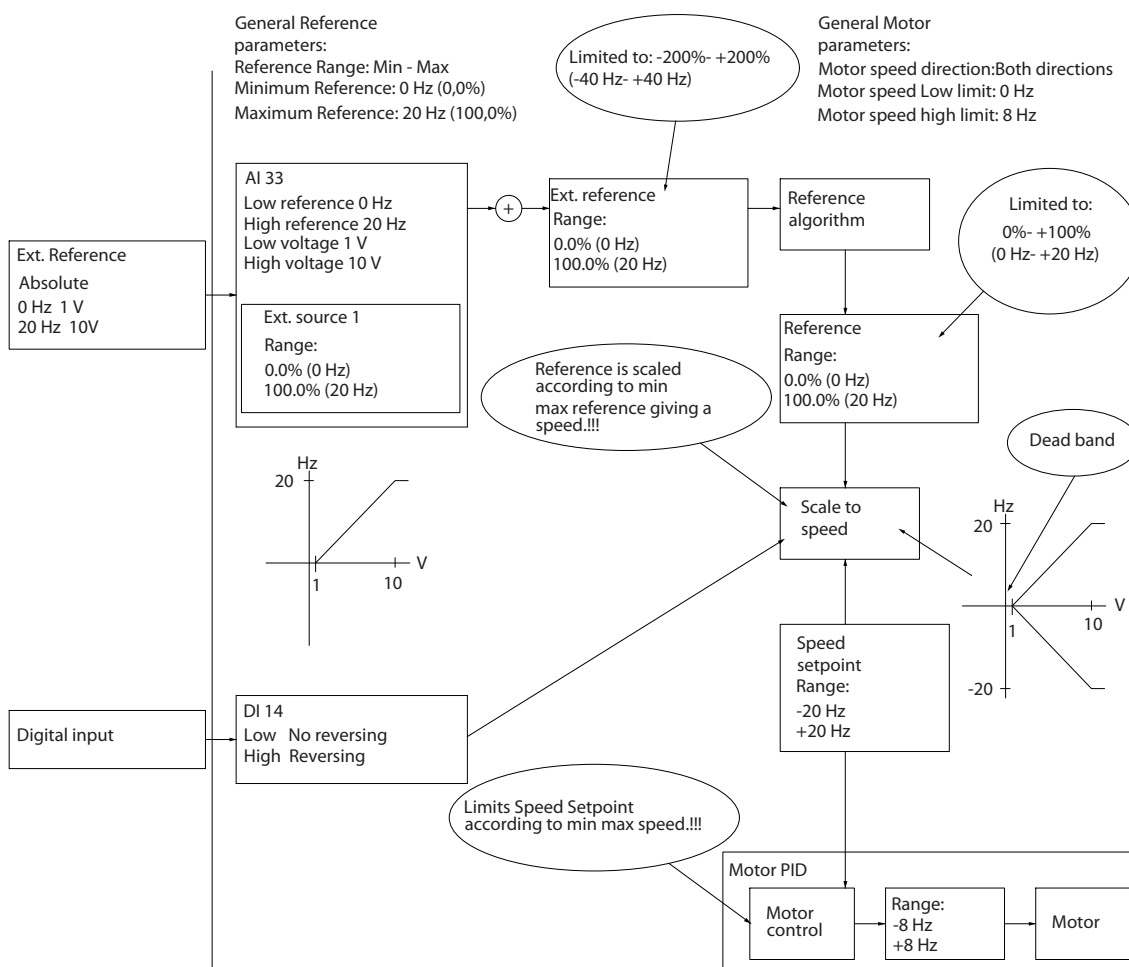 General Reference
parameters:
Reference Range: Min - Max
Minimum Reference: 0 Hz (0,0%)
Maximum Reference: 20 Hz (100,0%)
Limited to: -200%- +200%
(-40 Hz- +40 Hz)
General Motor
parameters:
Motor speed direction:Both directions
Motor speed Low limit: 0 Hz
Motor speed high limit: 8 Hz
Ext. Reference
Absolute
0 Hz 1 V
20 Hz 10V
AI 33
Low reference 0 Hz
High reference 20 Hz
Low voltage 1 V
High voltage 10 V
Ext. source 1
Range:
0.0% (0 Hz)
100.0% (20 Hz)
+
Ext. reference
Range:
0.0% (0 Hz)
100.0% (20 Hz)
Reference
algorithm
Limited to:
0%- +100%
(0 Hz- +20 Hz)
Reference
Range:
0.0% (0 Hz)
100.0% (20 Hz)
Reference is scaled
according to min
max reference giving a
speed.!!!
Dead band
Hz
20
1
10
V
Scale to
speed
Hz
20
V
1
10
-20
Speed
setpoint
Range:
-20 Hz
+20 Hz
Digital input
DI 14
Low No reversing
High Reversing
Limits Speed Setpoint
according to min max speed.!!!
Motor PID
Motor
control
Range:
-8 Hz
+8 Hz
Motor